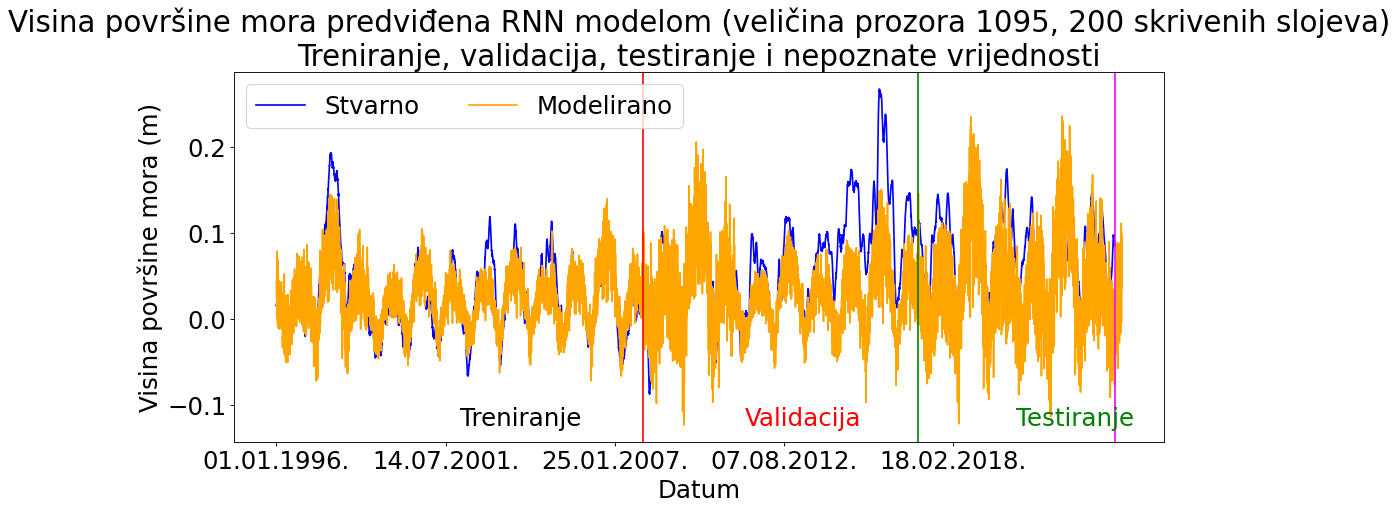 Visina površine mora predviđena RNN modelom (veličina prozora 1095, 200 skrivenih slojeva)
Treniranje, validacija, testiranje i nepoznate vrijednosti
Stvarno Modelirano
Visina površine mora (m)
0.2
0.1
0.0
−0.1
Treniranje Validacija Testiranje
01.01.1996. 14.07.2001. 25.01.2007. 07.08.2012. 18.02.2018.
Datum